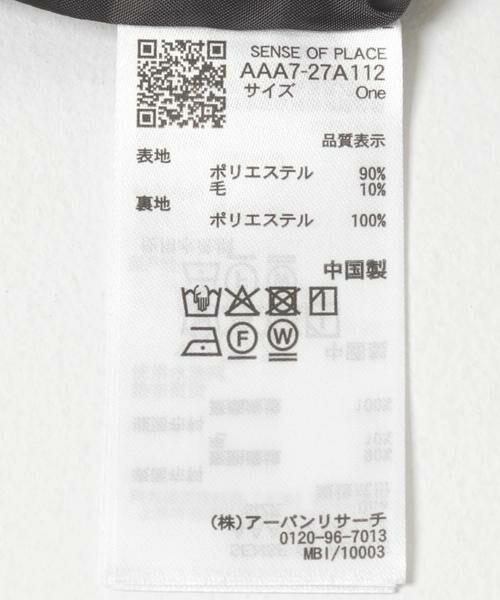 SENSE OF PLACE
AAA7-27A112
サイズ One
品質表示
表地
ポリエステル 90%
毛 10%
裏地
ポリエステル 100%
中国製
F W
(株)アーバンリサーチ
0120-96-7013
MBI/10003